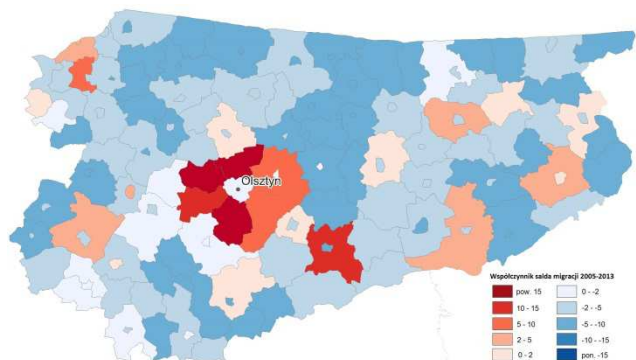 Olsztyn
Współczynnik salda migracji 2005-2013
pow. 15
0 - -2
10 - 15
-2 - -5
5 - 10
-5 - -10
2 - 5
-10 - -15
0 - 2
pon. -15